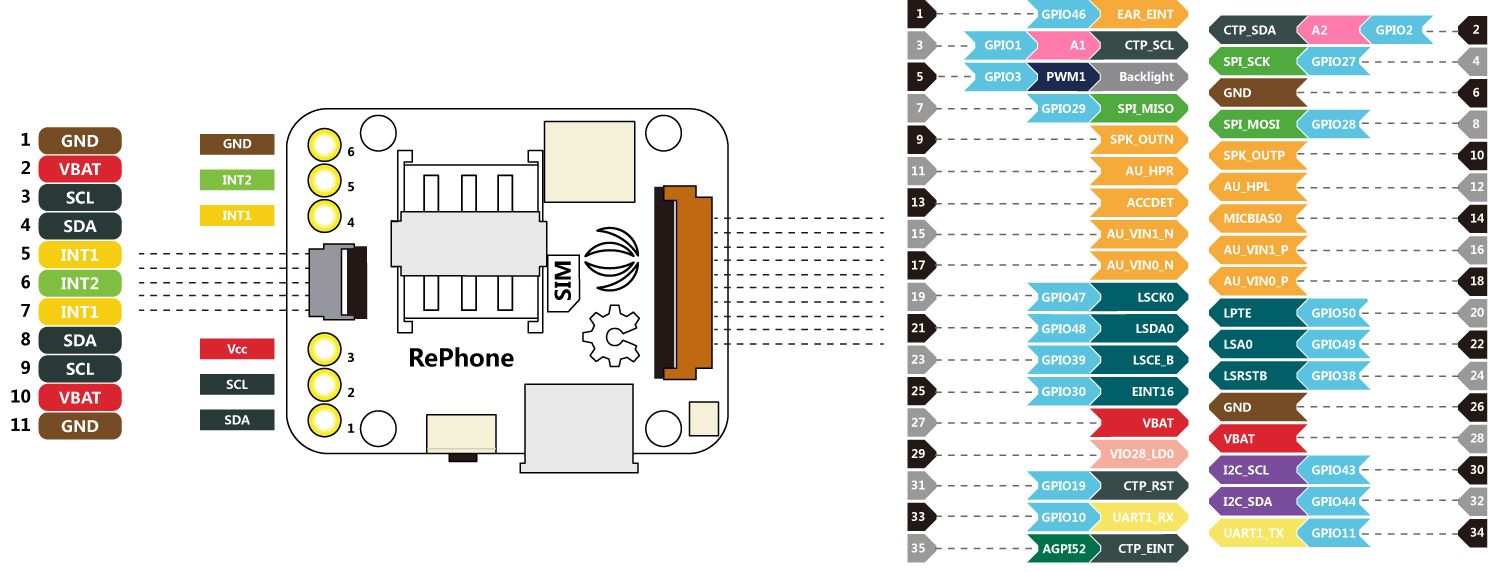 1 GND
2 VBAT
3 SCL
4 SDA
5 INT1
6 INT2
7 INT1
8 SDA
9 SCL
10 VBAT
11 GND
GND 6
INT2 5
INT1 4
Vcc 3
SCL 2
SDA 1
SIM
RePhone
1 GPIO46 EAR_EINT
CTP_SDA A2 GPIO2 2
3 GPIO1 A1 CTP_SCL
SPI_SCK GPIO27 4
5 GPIO3 PWM1 Backlight
GND 6
7 GPIO29 SPI_MISO
SPI_MOSI GPIO28 8
9 SPK_OUTN
SPK_OUTP 10
11 AU_HPR
AU_HPL 12
13 ACCDET
MICBIAS0 14
15 AU_VIN1_N
AU_VIN1_P 16
17 AU_VIN0_N
AU_VIN0_P 18
19 GPIO47 LSCK0
LPTE GPIO50 20
21 GPIO48 LSDA0
LSA0 GPIO49 22
23 GPIO39 LSCE_B
LSRSTB GPIO38 24
25 GPIO30 EINT16
GND 26
27 VBAT
VBAT 28
29 VIO28_LD0
I2C_SCL GPIO43 30
31 GPIO19 CTP_RST
I2C_SDA GPIO44 32
33 GPIO10 UART1_RX
UART1_TX GPIO11 34
35 AGPI52 CTP_EINT